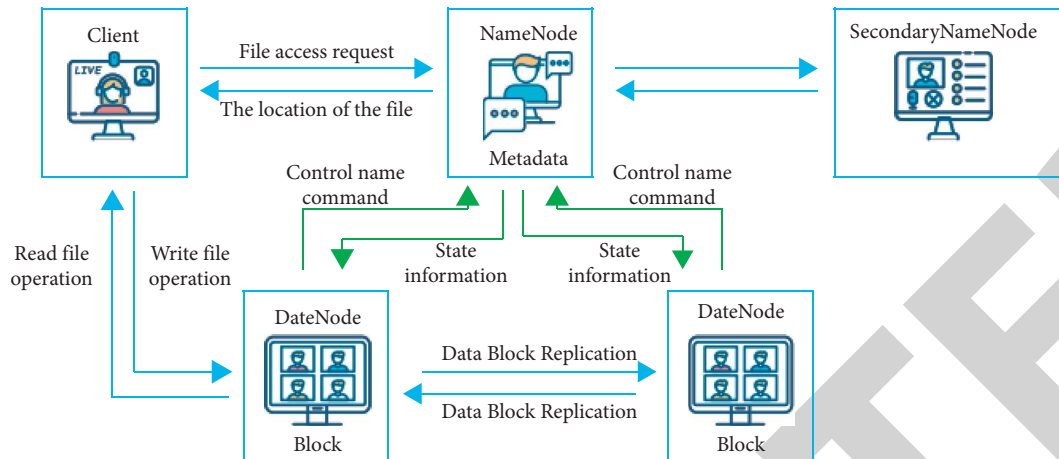 Client
NameNode
SecondaryNameNode
LIVE
File access request
The location of the file
Metadata
Control name
command
Control name
command
Read file
operation
Write file
operation
State
information
State
information
DateNode
DateNode
Data Block Replication
Data Block Replication
Block
Block